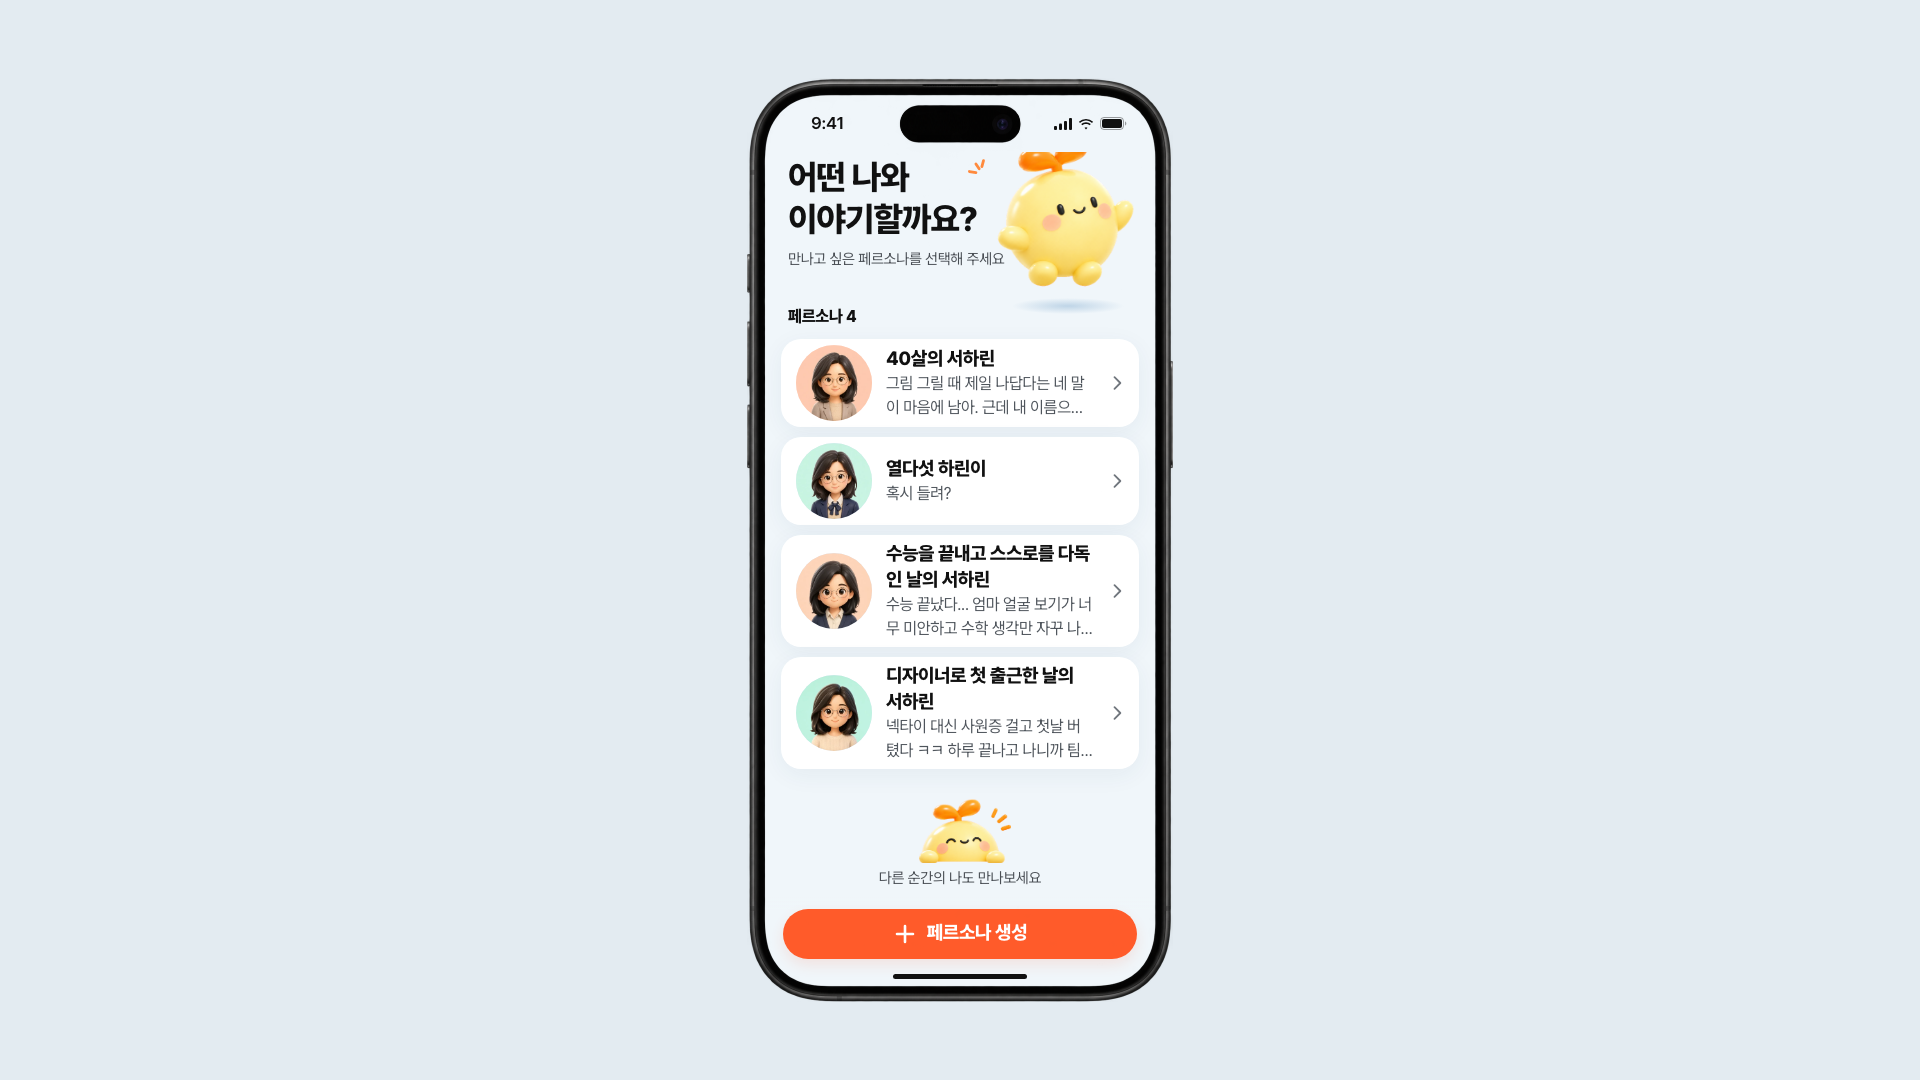 9:41
어떤 나와
이야기할까요?
만나고 싶은 페르소나를 선택해 주세요
페르소나 4
40살의 서하린
그림 그릴 때 제일 나답다는 네 말
이 마음에 남아. 근데 내 이름으...
열다섯 하린이
혹시 들려?
수능을 끝내고 스스로를 다독
인 날의 서하린
수능 끝났다... 엄마 얼굴 보기가 너
무 미안하고 수학 생각만 자꾸 나...
디자이너로 첫 출근한 날의
서하린
넥타이 대신 사원증 걸고 첫날 버
텼다 ㅋㅋ 하루 끝나고 나니까 팀...
다른 순간의 나도 만나보세요
+ 페르소나 생성